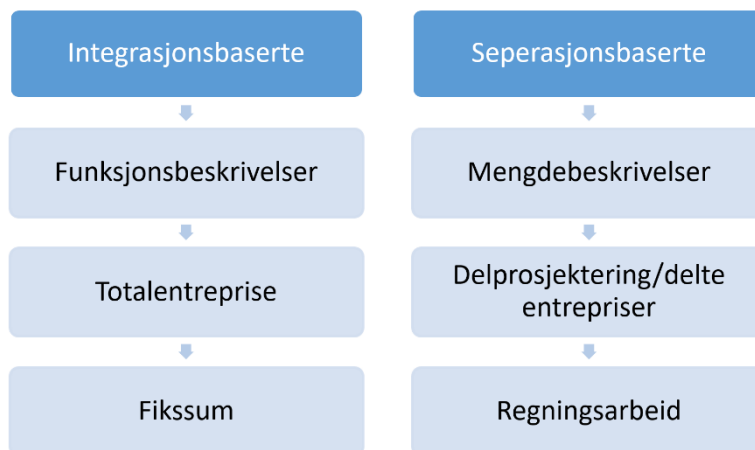 Integrasjonsbaserte
Funksjonsbeskrivelser
Totalentreprise
Fikssum
Seperasjonsbaserte
Mengdebeskrivelser
Delprosjektering/delte
entrepriser
Regningsarbeid